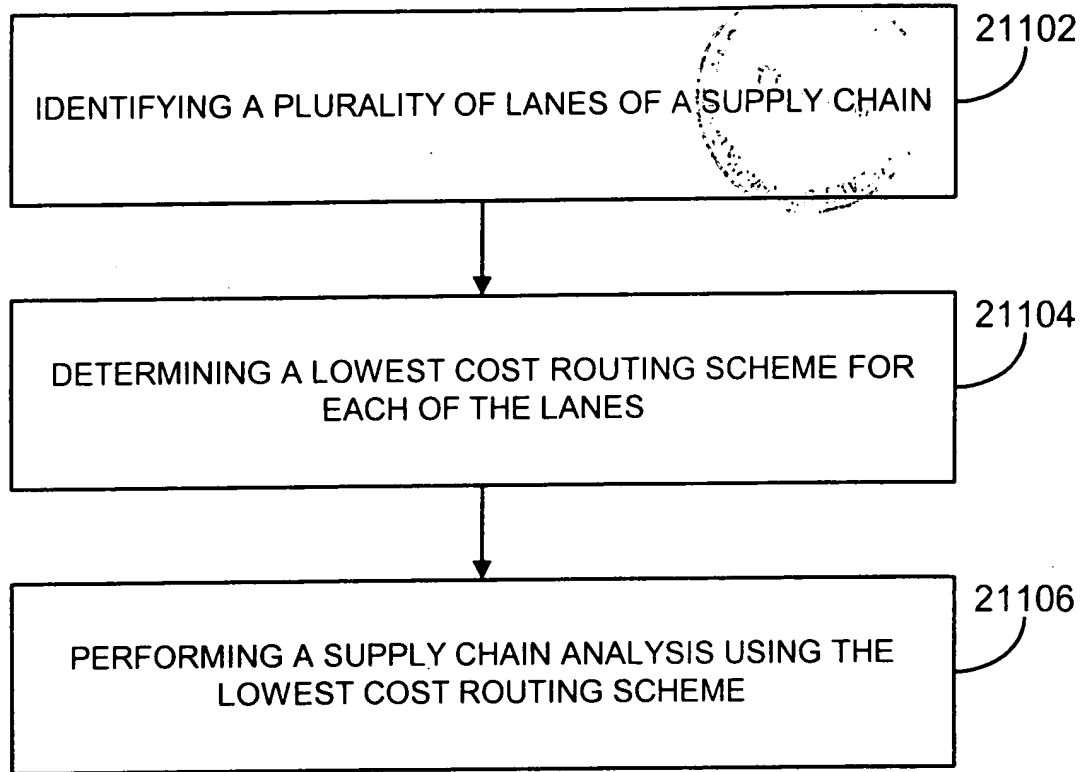 21102
IDENTIFYING A PLURALITY OF LANES OF A SUPPLY CHAIN
21104
DETERMINING A LOWEST COST ROUTING SCHEME FOR
EACH OF THE LANES
21106
PERFORMING A SUPPLY CHAIN ANALYSIS USING THE
LOWEST COST ROUTING SCHEME